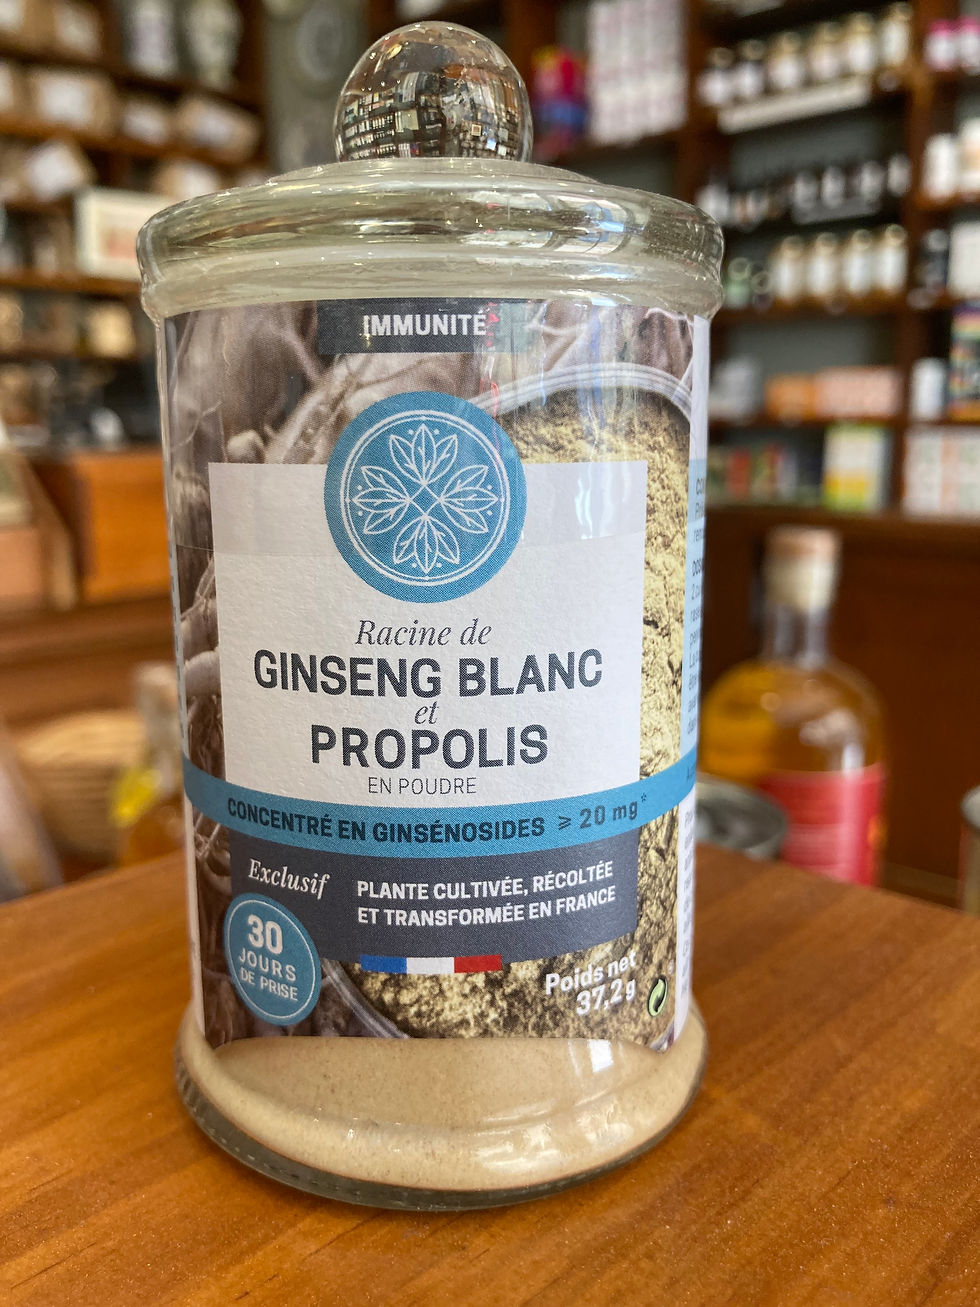 IMMUNITÉ
Racine de
GINSENG BLANC
et
PROPOLIS
EN POUDRE
CONCENTRÉ EN GINSÉNOSIDES ⩾ 20 mg*
Exclusif
PLANTE CULTIVÉE, RÉCOLTÉE
ET TRANSFORMÉE EN FRANCE
30
JOURS
DE PRISE
Poids net
37,2g